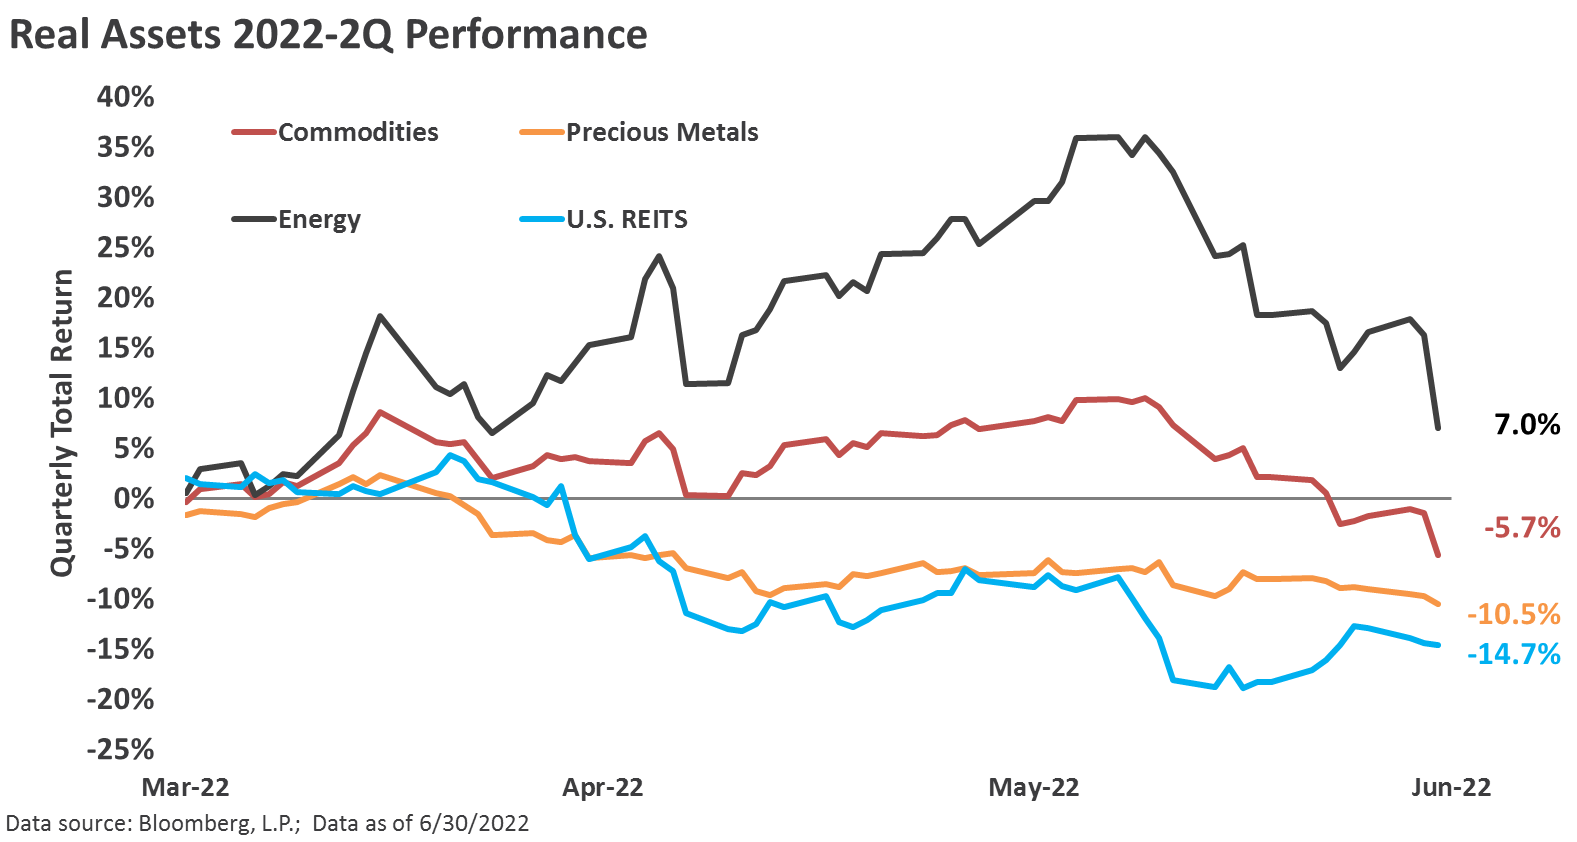 Real Assets 2022-2Q Performance
40%
35%
30%
25%
20%
15%
10%
5%
0%
-5%
-10%
-15%
-20%
-25%
Quarterly Total Return
Commodities
Precious Metals
Energy
U.S. REITS
7.0%
-5.7%
-10.5%
-14.7%
Mar-22
Apr-22
May-22
Jun-22
Data source: Bloomberg, L.P.; Data as of 6/30/2022